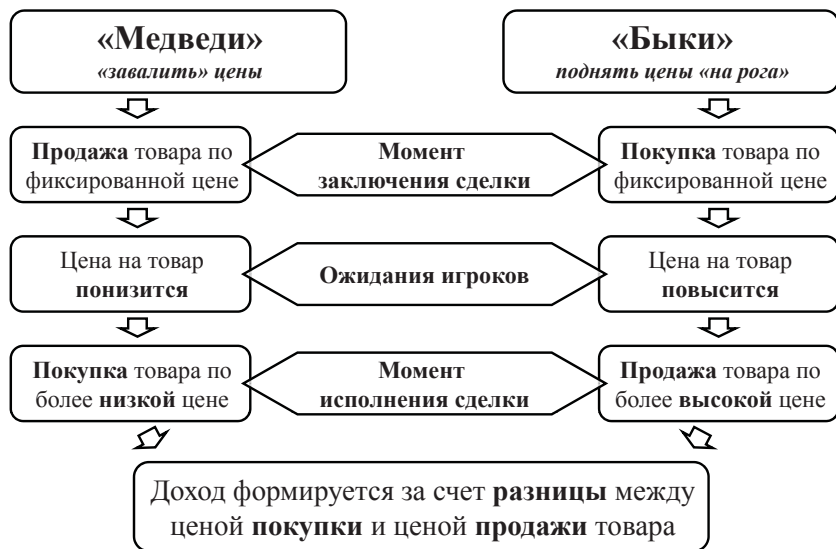 «Медведи»
«завалить» цены
«Быки»
поднять цены «на рога»
Продажа товара по
фиксированной цене
Момент
заключения сделки
Покупка товара по
фиксированной цене
Цена на товар
понизится
Ожидания игроков
Цена на товар
повысится
Покупка товара по
более низкой цене
Момент
исполнения сделки
Продажа товара по
более высокой цене
Доход формируется за счет разницы между
ценой покупки и ценой продажи товара